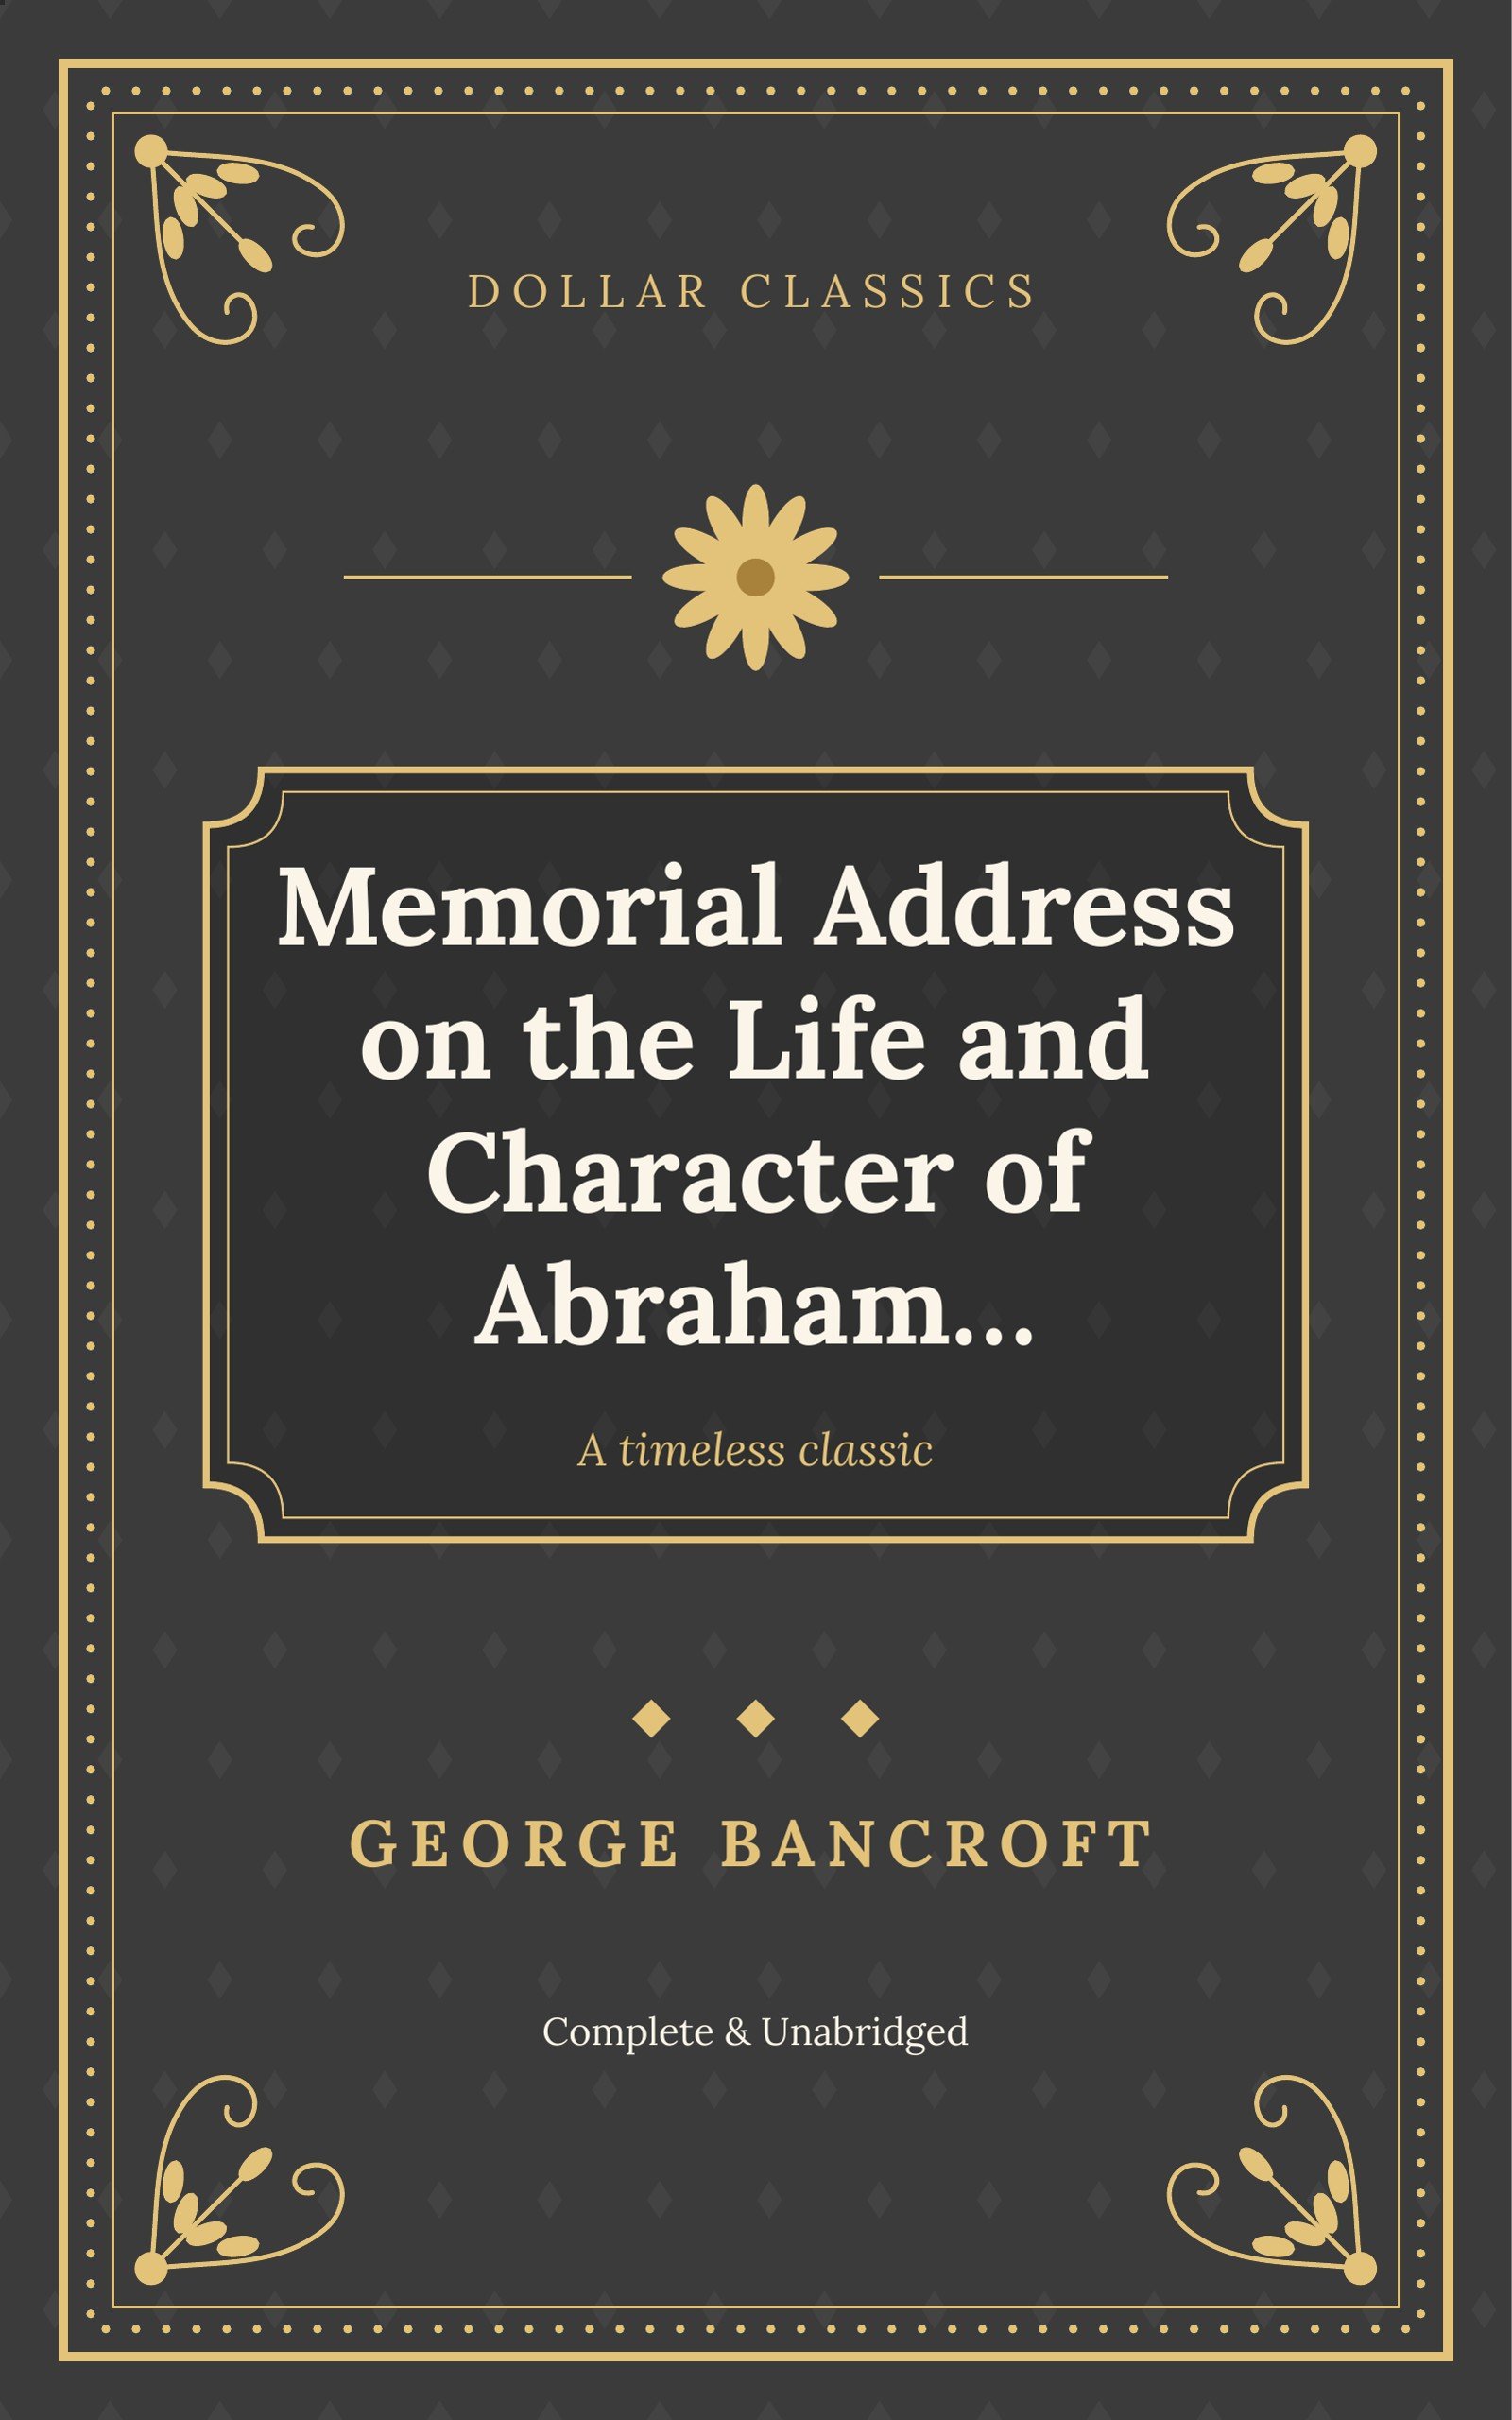 DOLLAR CLASSICS
Memorial Address
on the Life and
Character of
Abraham...
A timeless classic
GEORGE BANCROFT
Complete & Unabridged